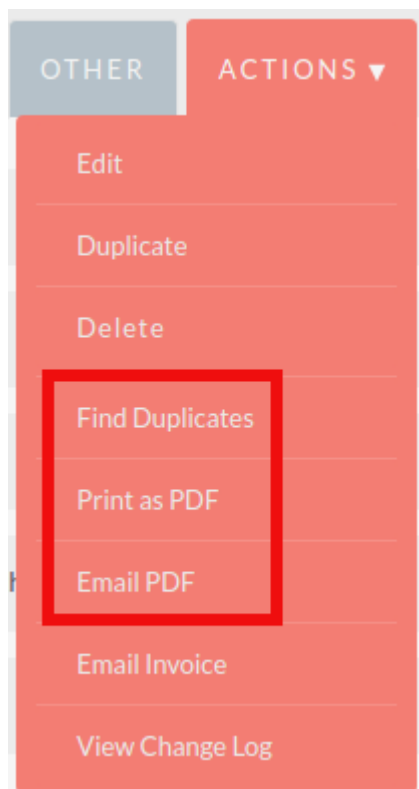 OTHER ACTIONS ▼
Edit
Duplicate
Delete
Find Duplicates
Print as PDF
Email PDF
Email Invoice
View Change Log